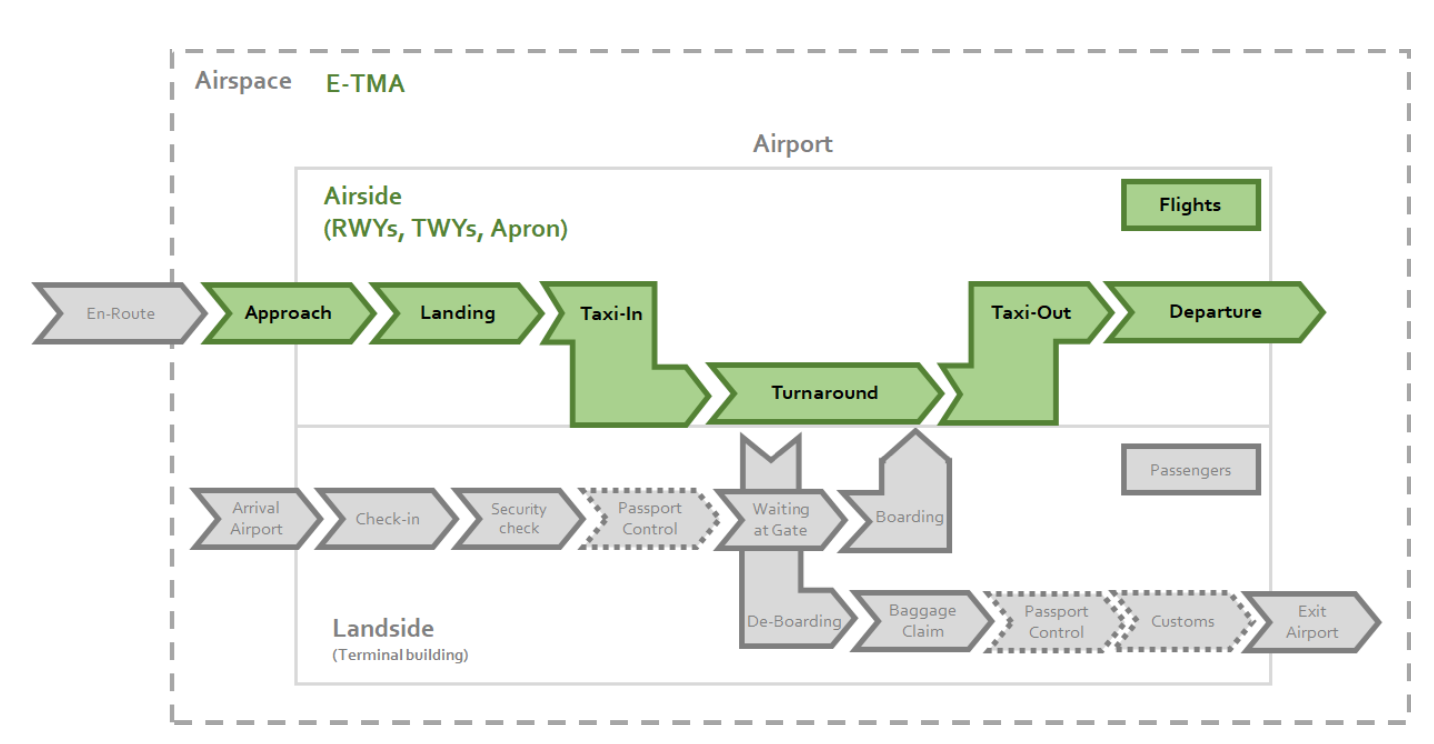 Airspace E-TMA
Airport
Airside
(RWYs, TWYs, Apron)
Flights
En-Route
Approach
Landing
Taxi-In
Taxi-Out
Departure
Turnaround
Passengers
Arrival
Airport
Check-in
Security
check
Passport
Control
Waiting
at Gate
Boarding
De-Boarding
Baggage
Claim
Passport
Control
Customs
Exit
Airport
Landside
(Terminal building)